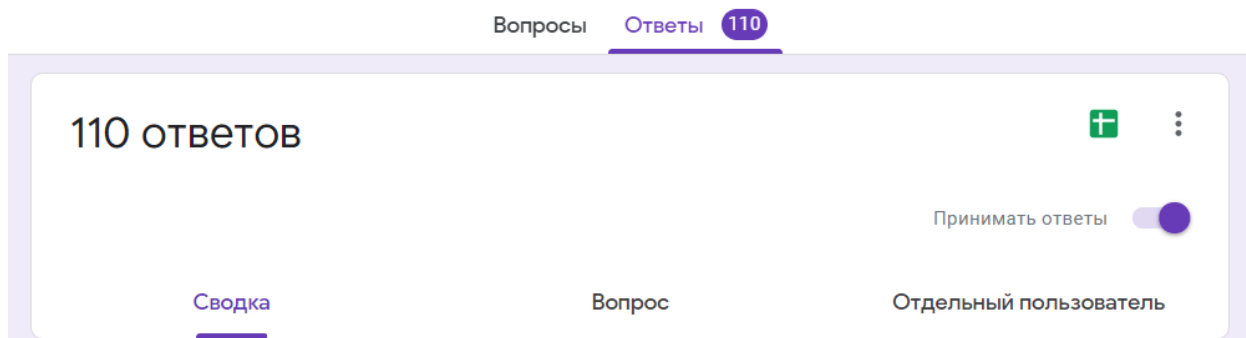 Вопросы Ответы 110
110 ответов
Принимать ответы
Сводка Вопрос Отдельный пользователь